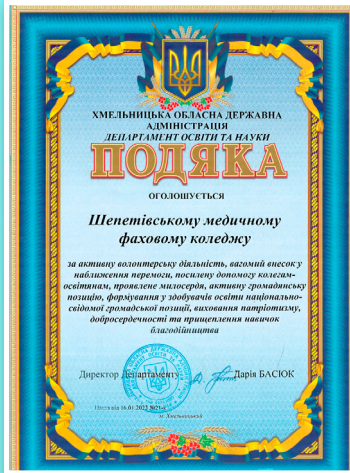 ХМЕЛЬНИЦЬКА ОБЛАСНА ДЕРЖАВНА
АДМІНІСТРАЦІЯ
ДЕПАРТАМЕНТ ОСВІТИ ТА НАУКИ
ПОДЯКА
ОГОЛОШУЄТЬСЯ
Шепетівському медичному
фаховому коледжу
за активну волонтерську діяльність, вагомий внесок у
наближення перемоги, посилену допомогу колегам-
освітянам, проявлене милосердя, активну громадянську
позицію, формування у здобувачів освіти національно-
свідомої громадської позиції, виховання патріотизму,
добросердечності та прищеплення навичок
благодійництва
Директор Департаменту Дарія БАСЮК
м. Хмельницький